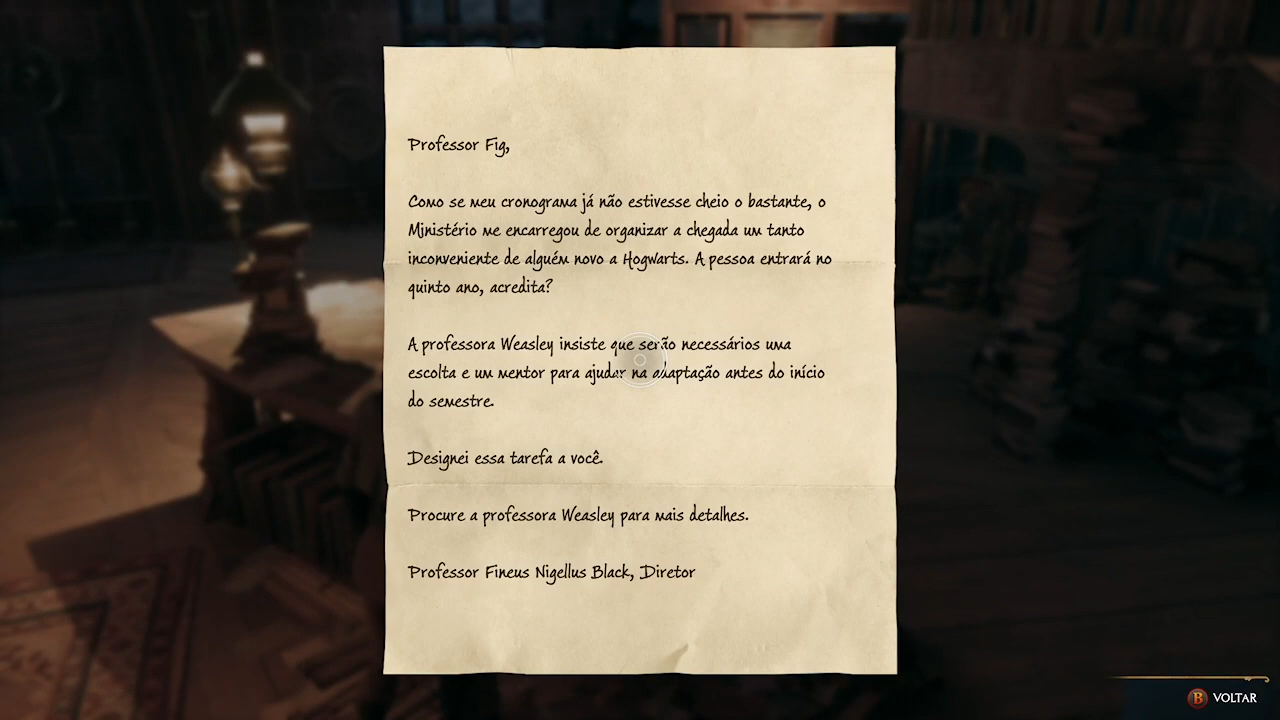 Professor Fig,
Como se meu cronograma já não estivesse cheio o bastante, o
Ministério me encarregou de organizar a chegada um tanto
inconveniente de alguém novo a Hogwarts. A pessoa entrará no
quinto ano, acredita?
A professora Weasley insiste que serão necessários uma
escolta e um mentor para ajudar na adaptação antes do início
do semestre.
Designei essa tarefa a você.
Procure a professora Weasley para mais detalhes.
Professor Fineus Nigellus Black, Diretor
B VOLTAR